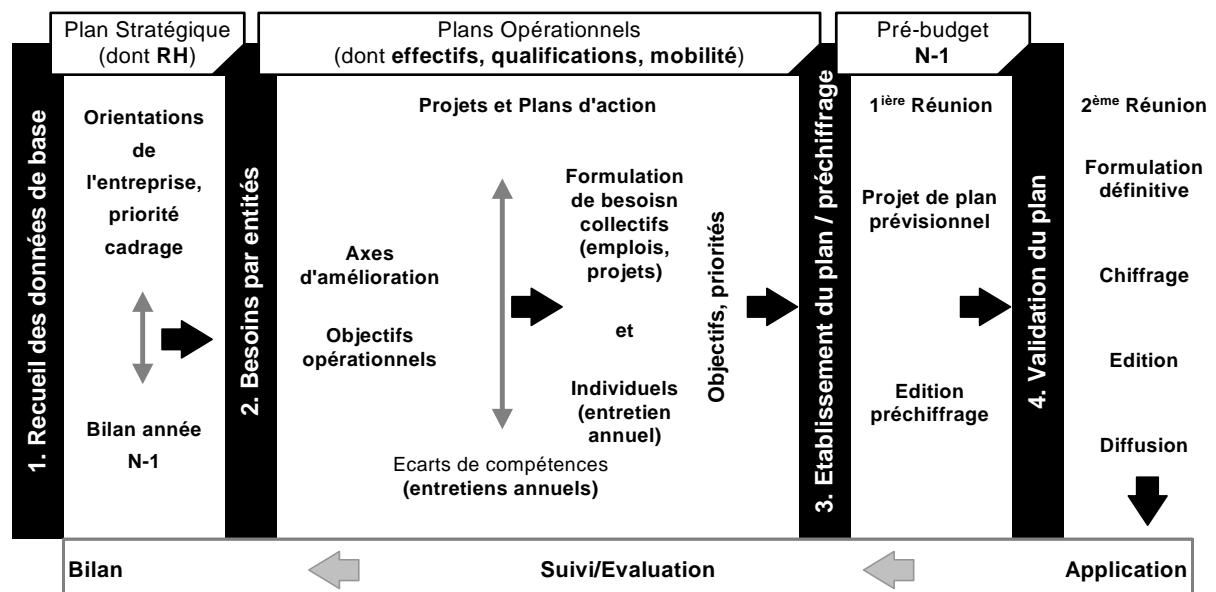 Plan Stratégique
(dont RH)
Plans Opérationnels
(dont effectifs, qualifications, mobilité)
Pré-budget
N-1
1. Recueil des données de base
Orientations
de
l'entreprise,
priorité
cadrage
Bilan année
N-1
2. Besoins par entités
Projets et Plans d'action
Axes
d'amélioration
Objectifs
opérationnels
Formulation
de besoisn
collectifs
(emplois,
projets)
et
Individuels
(entretien
annuel)
Objectifs, priorités
Ecarts de compétences
(entretiens annuels)
3. Etablissement du plan / préchiffrage
1ière Réunion
Projet de plan
prévisionnel
Edition
préchiffrage
4. Validation du plan
2ème Réunion
Formulation
définitive
Chiffrage
Edition
Diffusion
Bilan
Suivi/Evaluation
Application